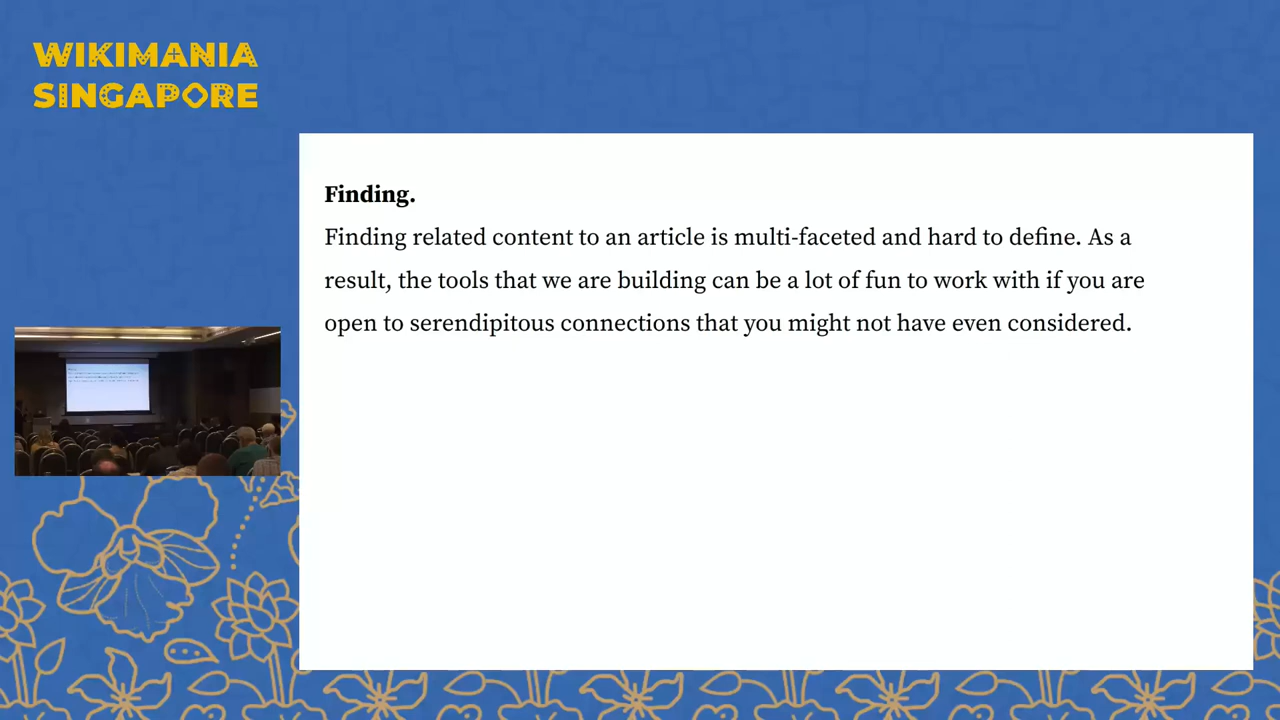 WIKIMANIA
SINGAPORE
Finding.
Finding related content to an article is multi-faceted and hard to define. As a
result, the tools that we are building can be a lot of fun to work with if you are
open to serendipitous connections that you might not have even considered.